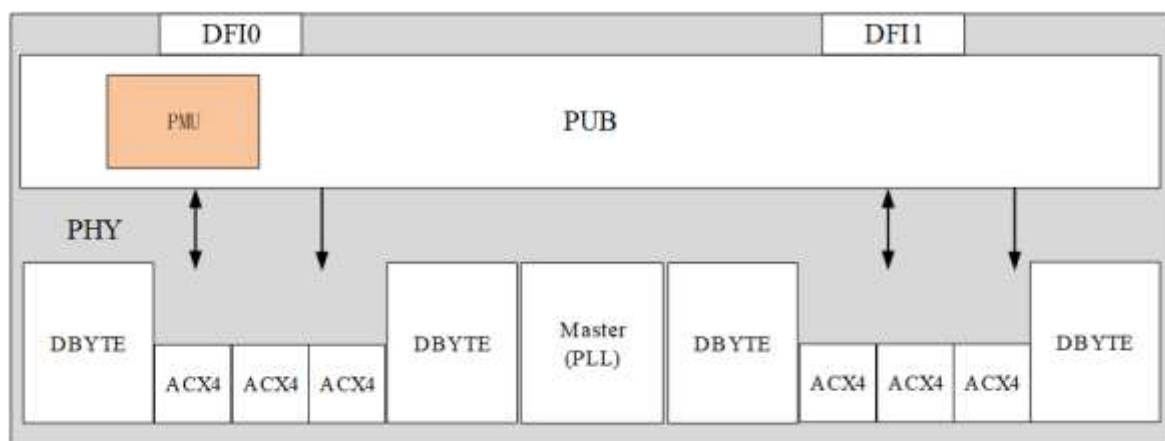 DFI0
DFI1
PMU
PUB
PHY
DBYTE
ACX4
ACX4
ACX4
DBYTE
Master
(PLL)
DBYTE
ACX4
ACX4
ACX4
DBYTE